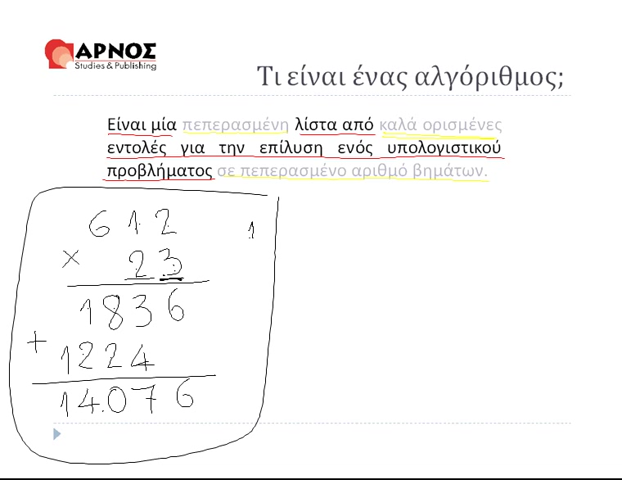 ΑΡΝΟΣ
Studies & Publishing
Τι είναι ένας αλγόριθμος;
Είναι μία πεπερασμένη λίστα από καλά ορισμένες
εντολές για την επίλυση ενός υπολογιστικού
προβλήματος σε πεπερασμένο αριθμό βημάτων.
612 1
× 23
1836
+ 1224
14.076